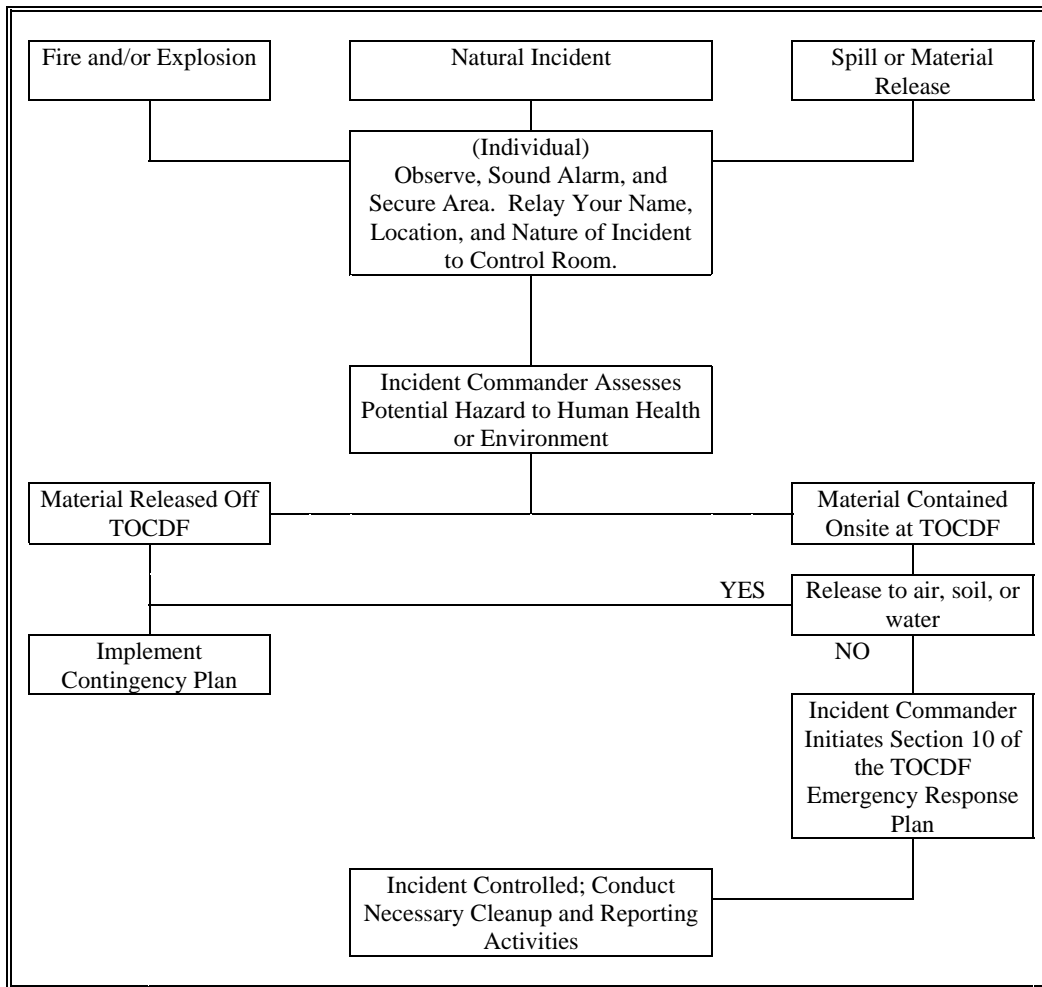 Fire and/or Explosion
Natural Incident
Spill or Material
Release
(Individual)
Observe, Sound Alarm, and
Secure Area.  Relay Your Name,
Location, and Nature of Incident
to Control Room.
Incident Commander Assesses
Potential Hazard to Human Health
or Environment
Material Released Off
TOCDF
Material Contained
Onsite at TOCDF
YES
Release to air, soil, or
water
NO
Implement
Contingency Plan
Incident Commander
Initiates Section 10 of
the TOCDF
Emergency Response
Plan
Incident Controlled; Conduct
Necessary Cleanup and Reporting
Activities